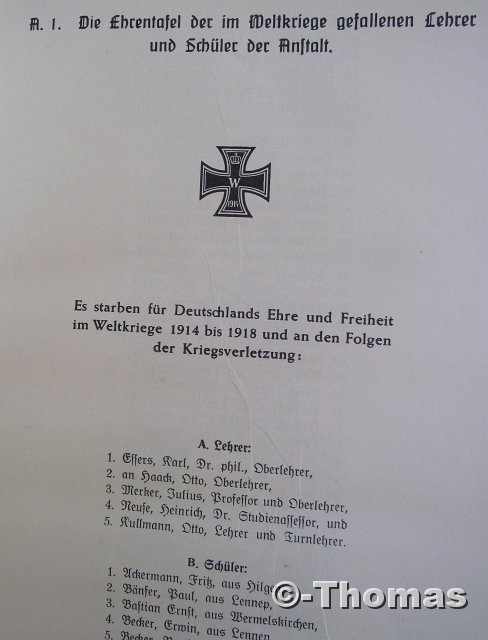 A. 1. Die Ehrentafel der im Weltkriege gefallenen Lehrer
und Schüler der Anstalt.
W
1914
Es starben für Deutschlands Ehre und Freiheit
im Weltkriege 1914 bis 1918 und an den Folgen
der Kriegsverletzung:
A. Lehrer:
1. Essers, Karl, Dr. phil., Oberlehrer,
2. an Haack, Otto, Oberlehrer,
3. Merker, Julius, Professor und Oberlehrer,
4. Neuse, Heinrich, Dr. Studienassessor, und
5. Kullmann, Otto, Lehrer und Turnlehrer.
B. Schüler:
1. Ackermann, Fritz, aus
2. Bänfer, Paul, aus Lennep,
3. Bastian Ernst, aus Wermelskirchen,
4. Becker, Erwin, aus Lennep
5. Becker,
©-Thomas